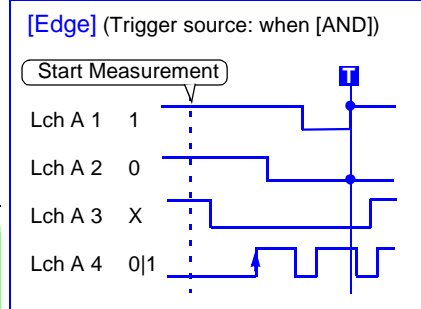 [Edge] (Trigger source: when [AND])
Start Measurement
T
Lch A 1 1
Lch A 2 0
Lch A 3 X
Lch A 4 0|1